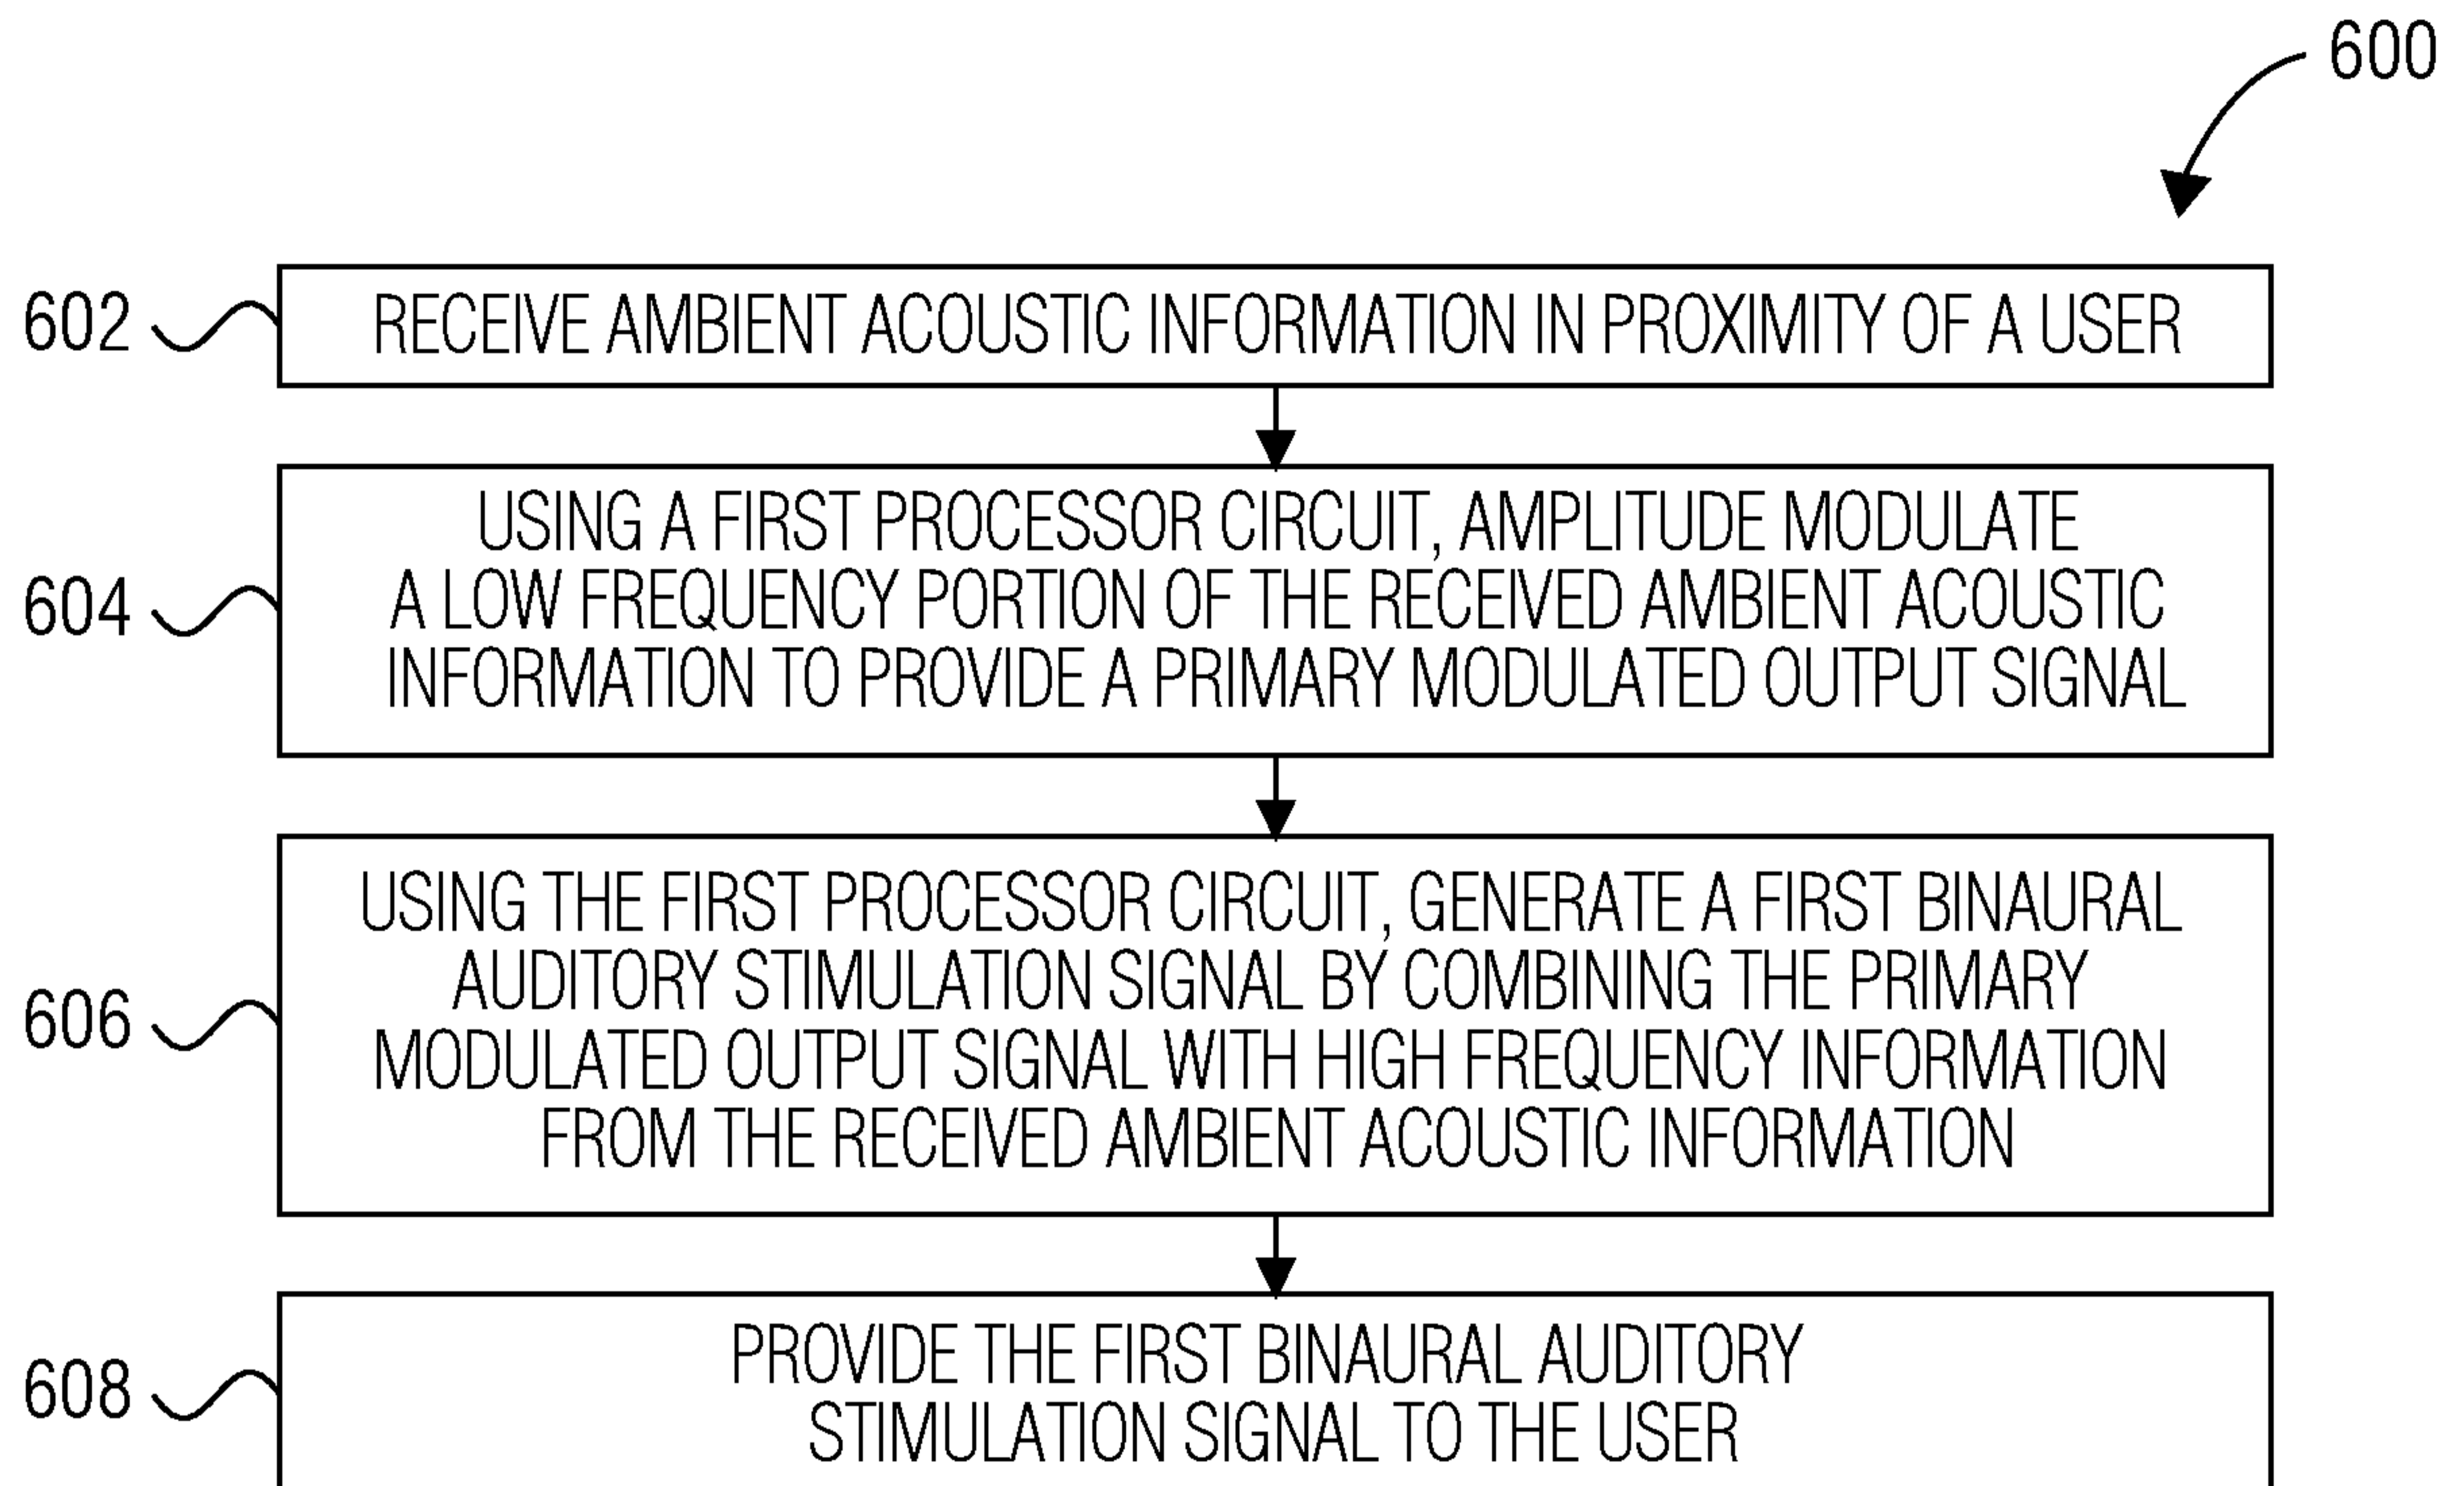 600
602
RECEIVE AMBIENT ACOUSTIC INFORMATION IN PROXIMITY OF A USER
604
USING A FIRST PROCESSOR CIRCUIT, AMPLITUDE MODULATE
A LOW FREQUENCY PORTION OF THE RECEIVED AMBIENT ACOUSTIC
INFORMATION TO PROVIDE A PRIMARY MODULATED OUTPUT SIGNAL
606
USING THE FIRST PROCESSOR CIRCUIT, GENERATE A FIRST BINAURAL
AUDITORY STIMULATION SIGNAL BY COMBINING THE PRIMARY
MODULATED OUTPUT SIGNAL WITH HIGH FREQUENCY INFORMATION
FROM THE RECEIVED AMBIENT ACOUSTIC INFORMATION
608
PROVIDE THE FIRST BINAURAL AUDITORY
STIMULATION SIGNAL TO THE USER